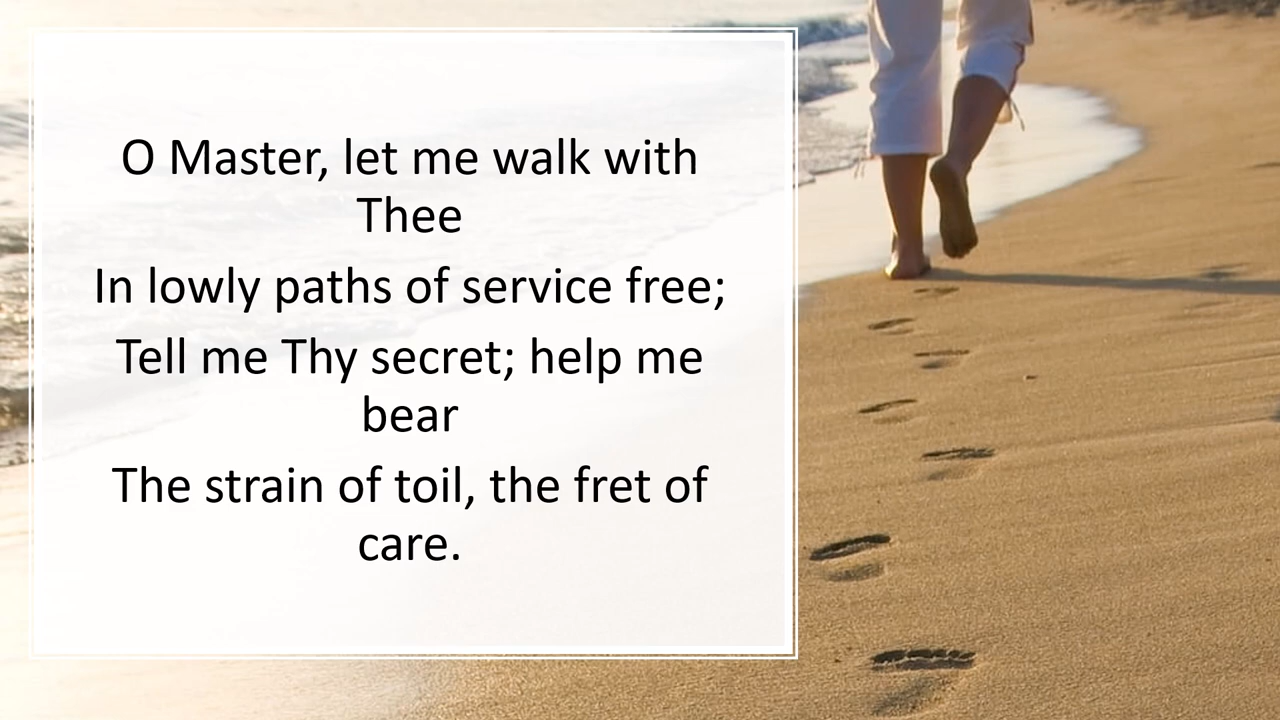 O Master, let me walk with
Thee
In lowly paths of service free;
Tell me Thy secret; help me
bear
The strain of toil, the fret of
care.